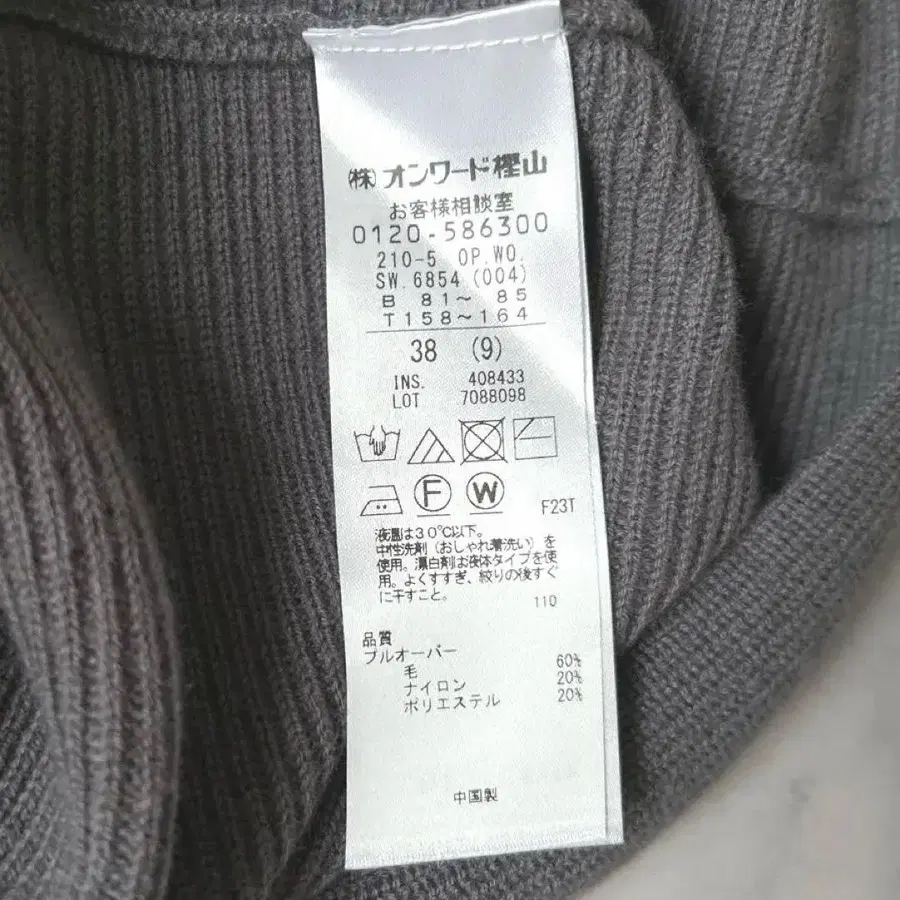 ㈱オンワード樫山
お客様相談室
0120-586300
210-5 OP.WO.
SW.6854 (004)
B 81〜 85
T158〜164
38 (9)
INS. 408433
LOT 7088098
F W F23T
液温は30℃以下。
中性洗剤(おしゃれ着洗い)を
使用。漂白剤は液体タイプを使
用。よくすすぎ、絞りの後すぐ
に干すこと。
110
品質
プルオーバー
毛 60%
ナイロン 20%
ポリエステル 20%
中国製